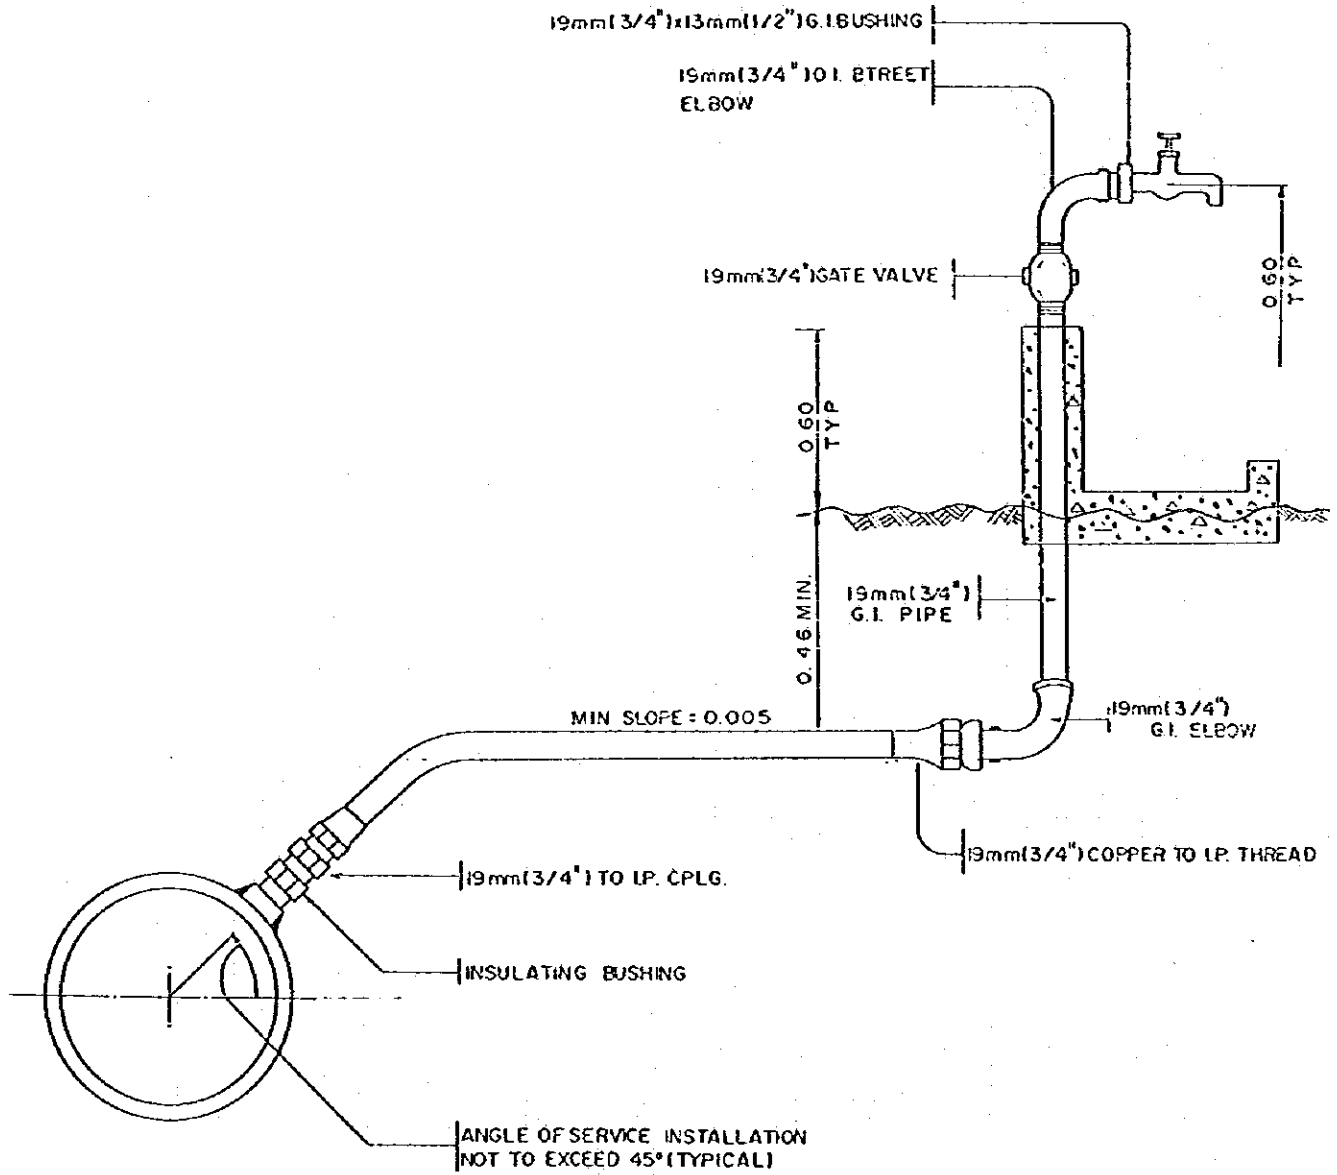 19mm(3/4")x13mm(1/2")G.I.BUSHING
19mm(3/4")O I. STREET
ELBOW
19mm(3/4")GATE VALVE
0.60
TYP
0.60
TYP
19mm(3/4")
G.I. PIPE
0.46 MIN.
MIN SLOPE = 0.005
19mm(3/4")
G.I. ELBOW
19mm(3/4") COPPER TO I.P. THREAD
19mm(3/4") TO I.P. CPLG.
INSULATING BUSHING
ANGLE OF SERVICE INSTALLATION
NOT TO EXCEED 45° (TYPICAL)